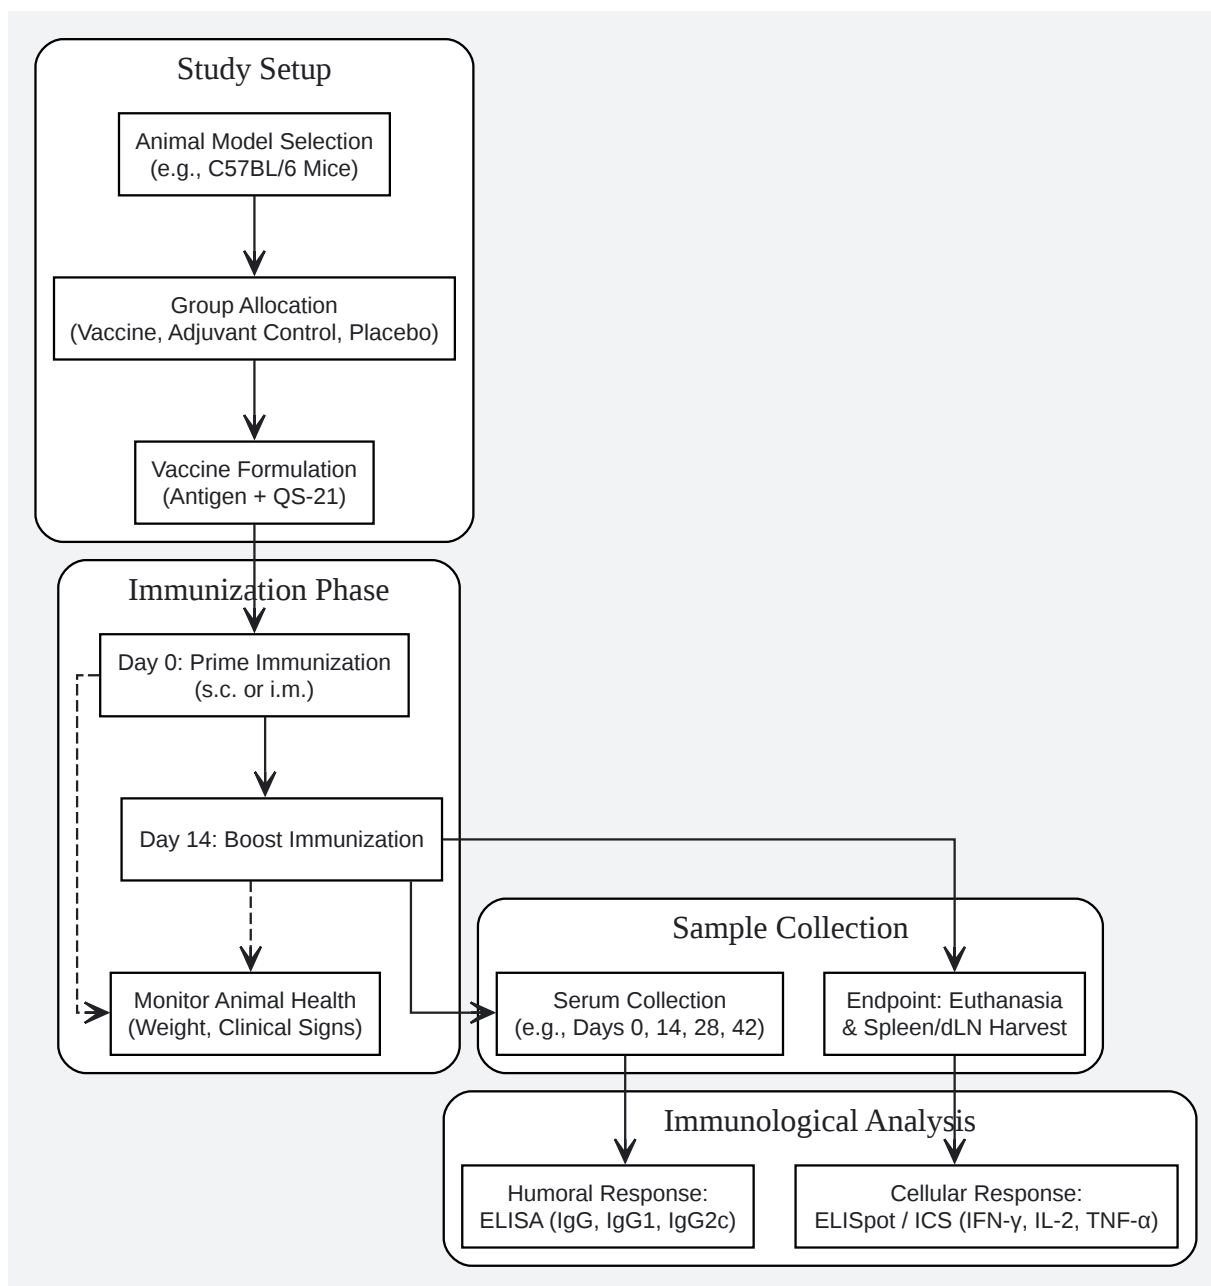 Study Setup
Animal Model Selection
(e.g., C57BL/6 Mice)
Group Allocation
(Vaccine, Adjuvant Control, Placebo)
Vaccine Formulation
(Antigen + QS-21)
Immunization Phase
Day 0: Prime Immunization
(s.c. or i.m.)
Day 14: Boost Immunization
Monitor Animal Health
(Weight, Clinical Signs)
Sample Collection
Serum Collection
(e.g., Days 0, 14, 28, 42)
Endpoint: Euthanasia
& Spleen/dLN Harvest
Immunological Analysis
Humoral Response:
ELISA (IgG, IgG1, IgG2c)
Cellular Response:
ELISpot / ICS (IFN-γ, IL-2, TNF-α)